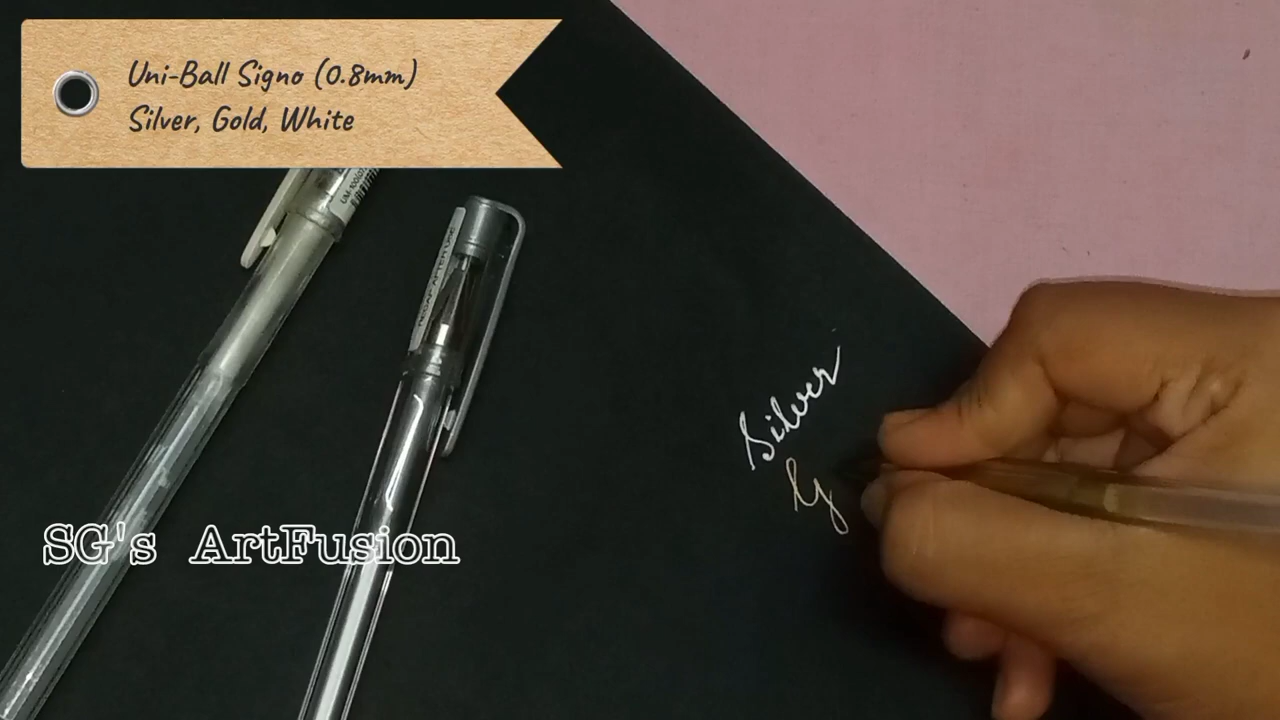 Uni-Ball Signo (0.8mm)
Silver, Gold, White
SG's ArtFusion
Silver
G